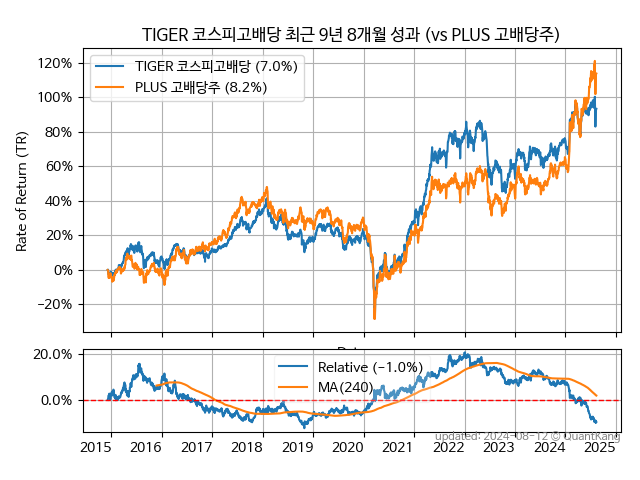 TIGER 코스피고배당 최근 9년 8개월 성과 (vs PLUS 고배당주)
TIGER 코스피고배당 (7.0%)
PLUS 고배당주 (8.2%)
Rate of Return (TR)
120%
100%
80%
60%
40%
20%
0%
−20%
20.0%
0.0%
Relative (−1.0%)
MA(240)
2015 2016 2017 2018 2019 2020 2021 2022 2023 2024 2025
updated: 2024-08-12 © QuantKang